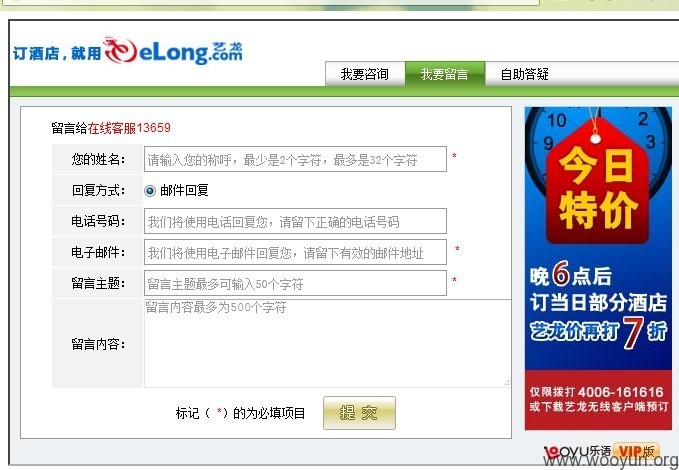 订酒店，就用 eLong.com 艺龙
我要咨询 我要留言 自助答疑
留言给在线客服13659
您的姓名： 请输入您的称呼，最少是2个字符，最多是32个字符 *
回复方式： 邮件回复
电话号码： 我们将使用电话回复您，请留下正确的电话号码
电子邮件： 我们将使用电子邮件回复您，请留下有效的邮件地址 *
留言主题： 留言主题最多可输入50个字符 *
留言内容： 留言内容最多为500个字符
标记（ *）的为必填项目 提 交
12
10
2
今日
特价
晚6点后
订当日部分酒店
艺龙价再打7折
仅限拨打 4006-161616
或下载艺龙无线客户端预订
LOOYU乐语 VIP版
www.wooyun.org